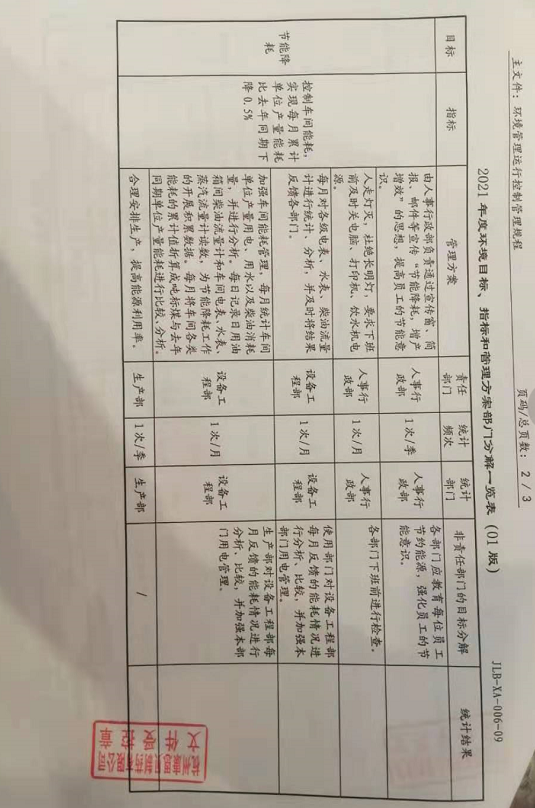 主文件：环境管理运行控制管理规程
页码/总页数：2 / 3
JLB-XA-006-09
2021 年度环境目标、指标和管理方案部门分解一览表（01 版）
目标
指标
管理方案
责任
部门
统计
频次
统计
部门
非责任部门的目标分解
统计结果
节能降
耗
控制车间能耗，
实现每月累计
单位产量能耗
比去年同期下
降 0.5%
由人事行政部负责通过宣传窗、简
报、邮件等宣传“节能降耗，增产
增效”的思想，提高员工的节能意
识。
人事行
政部
1 次/季
人事行
政部
各部门应教育每位员工
节约能源，强化员工的节
能意识。
人走灯灭，杜绝长明灯，要求下班
前及时关电脑、打印机、饮水机电
源。
人事行
政部
1 次/月
人事行
政部
各部门下班前进行检查。
每月对各级电表、水表、柴油流量
计进行统计、分析，并及时将结果
反馈各部门。
设备工
程部
1 次/月
设备工
程部
使用部门对设备工程部
每月反馈的能耗情况进
行分析、比较，并加强本
部门用电管理。
加强车间能耗管理，每月统计车间
单位产量用电、用水以及柴油消耗
量，并进行分析，每日记录日用油
箱间柴油流量计和车间电表、水表、
蒸汽流量计读数，为节能降耗工作
的开展积累数据。每月将车间各类
能耗的累计值折算成吨标煤与去年
同期单位产量能耗进行比较、分析。
设备工
程部
1 次/月
设备工
程部
生产部对设备工程部每
月反馈的能耗情况进行
分析、比较，并加强本部
门用电管理。
合理安排生产，提高能源利用率。
生产部
1 次/季
生产部
/